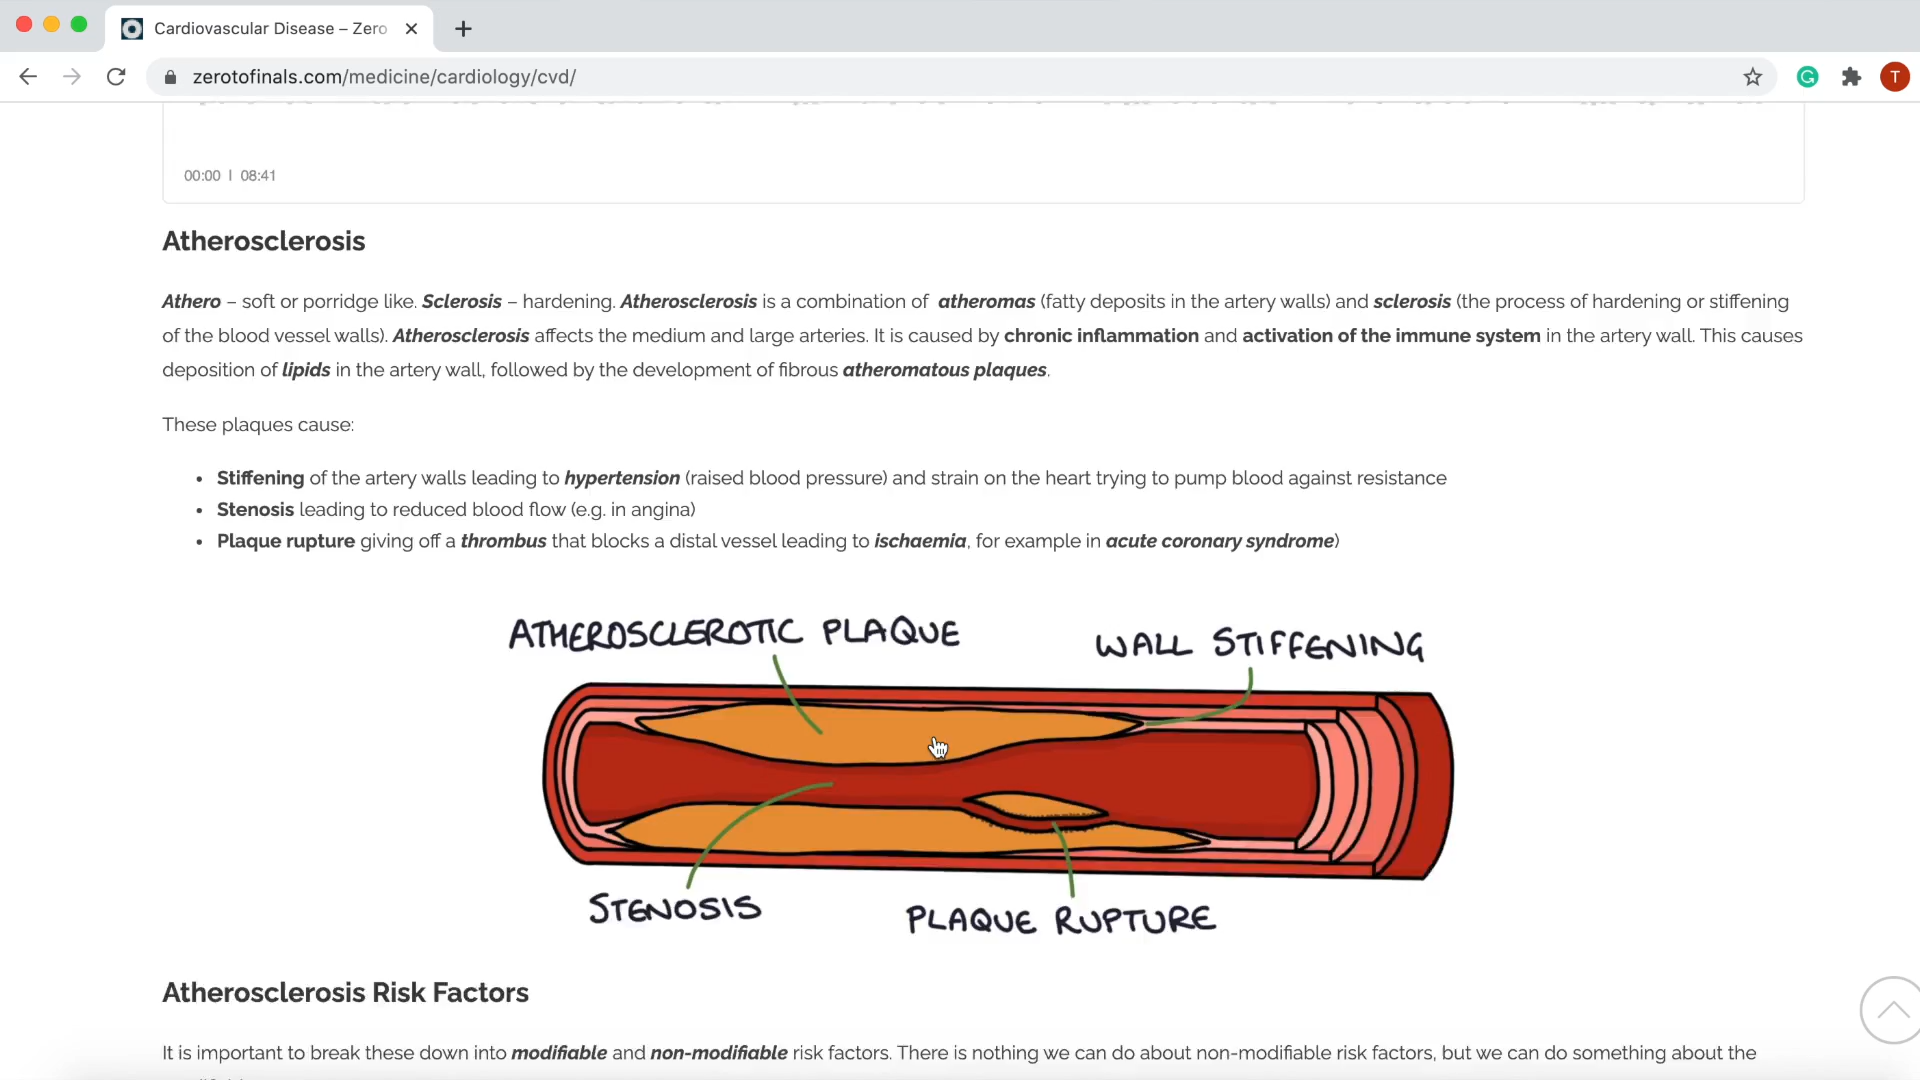 Cardiovascular Disease – Zero
zerotofinals.com/medicine/cardiology/cvd/
T
00:00 | 08:41
Atherosclerosis
Athero – soft or porridge like. Sclerosis – hardening. Atherosclerosis is a combination of atheromas (fatty deposits in the artery walls) and sclerosis (the process of hardening or stiffening
of the blood vessel walls). Atherosclerosis affects the medium and large arteries. It is caused by chronic inflammation and activation of the immune system in the artery wall. This causes
deposition of lipids in the artery wall, followed by the development of fibrous atheromatous plaques.
These plaques cause:
• Stiffening of the artery walls leading to hypertension (raised blood pressure) and strain on the heart trying to pump blood against resistance
• Stenosis leading to reduced blood flow (e.g. in angina)
• Plaque rupture giving off a thrombus that blocks a distal vessel leading to ischaemia, for example in acute coronary syndrome)
ATHEROSCLEROTIC PLAQUE
WALL STIFFENING
STENOSIS
PLAQUE RUPTURE
Atherosclerosis Risk Factors
It is important to break these down into modifiable and non-modifiable risk factors. There is nothing we can do about non-modifiable risk factors, but we can do something about the